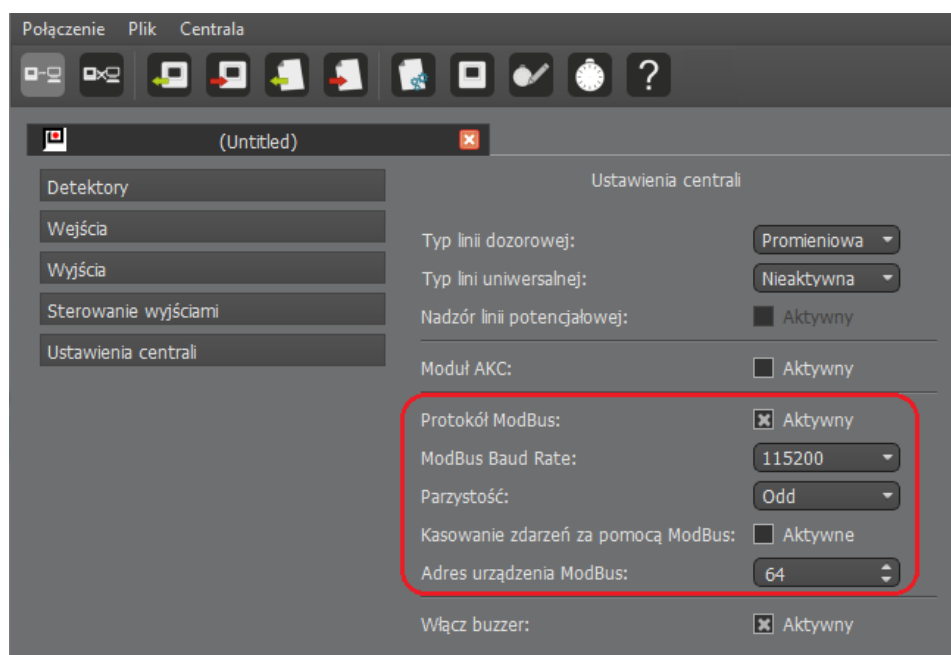 Połączenie Plik Centrala
?
(Untitled)
Detektory
Wejścia
Wyjścia
Sterowanie wyjściami
Ustawienia centrali
Ustawienia centrali
Typ linii dozorowej: Promieniowa
Typ lini uniwersalnej: Nieaktywna
Nadzór linii potencjałowej: Aktywny
Moduł AKC: Aktywny
Protokół ModBus: Aktywny
ModBus Baud Rate: 115200
Parzystość: Odd
Kasowanie zdarzeń za pomocą ModBus: Aktywne
Adres urządzenia ModBus: 64
Włącz buzzer: Aktywny